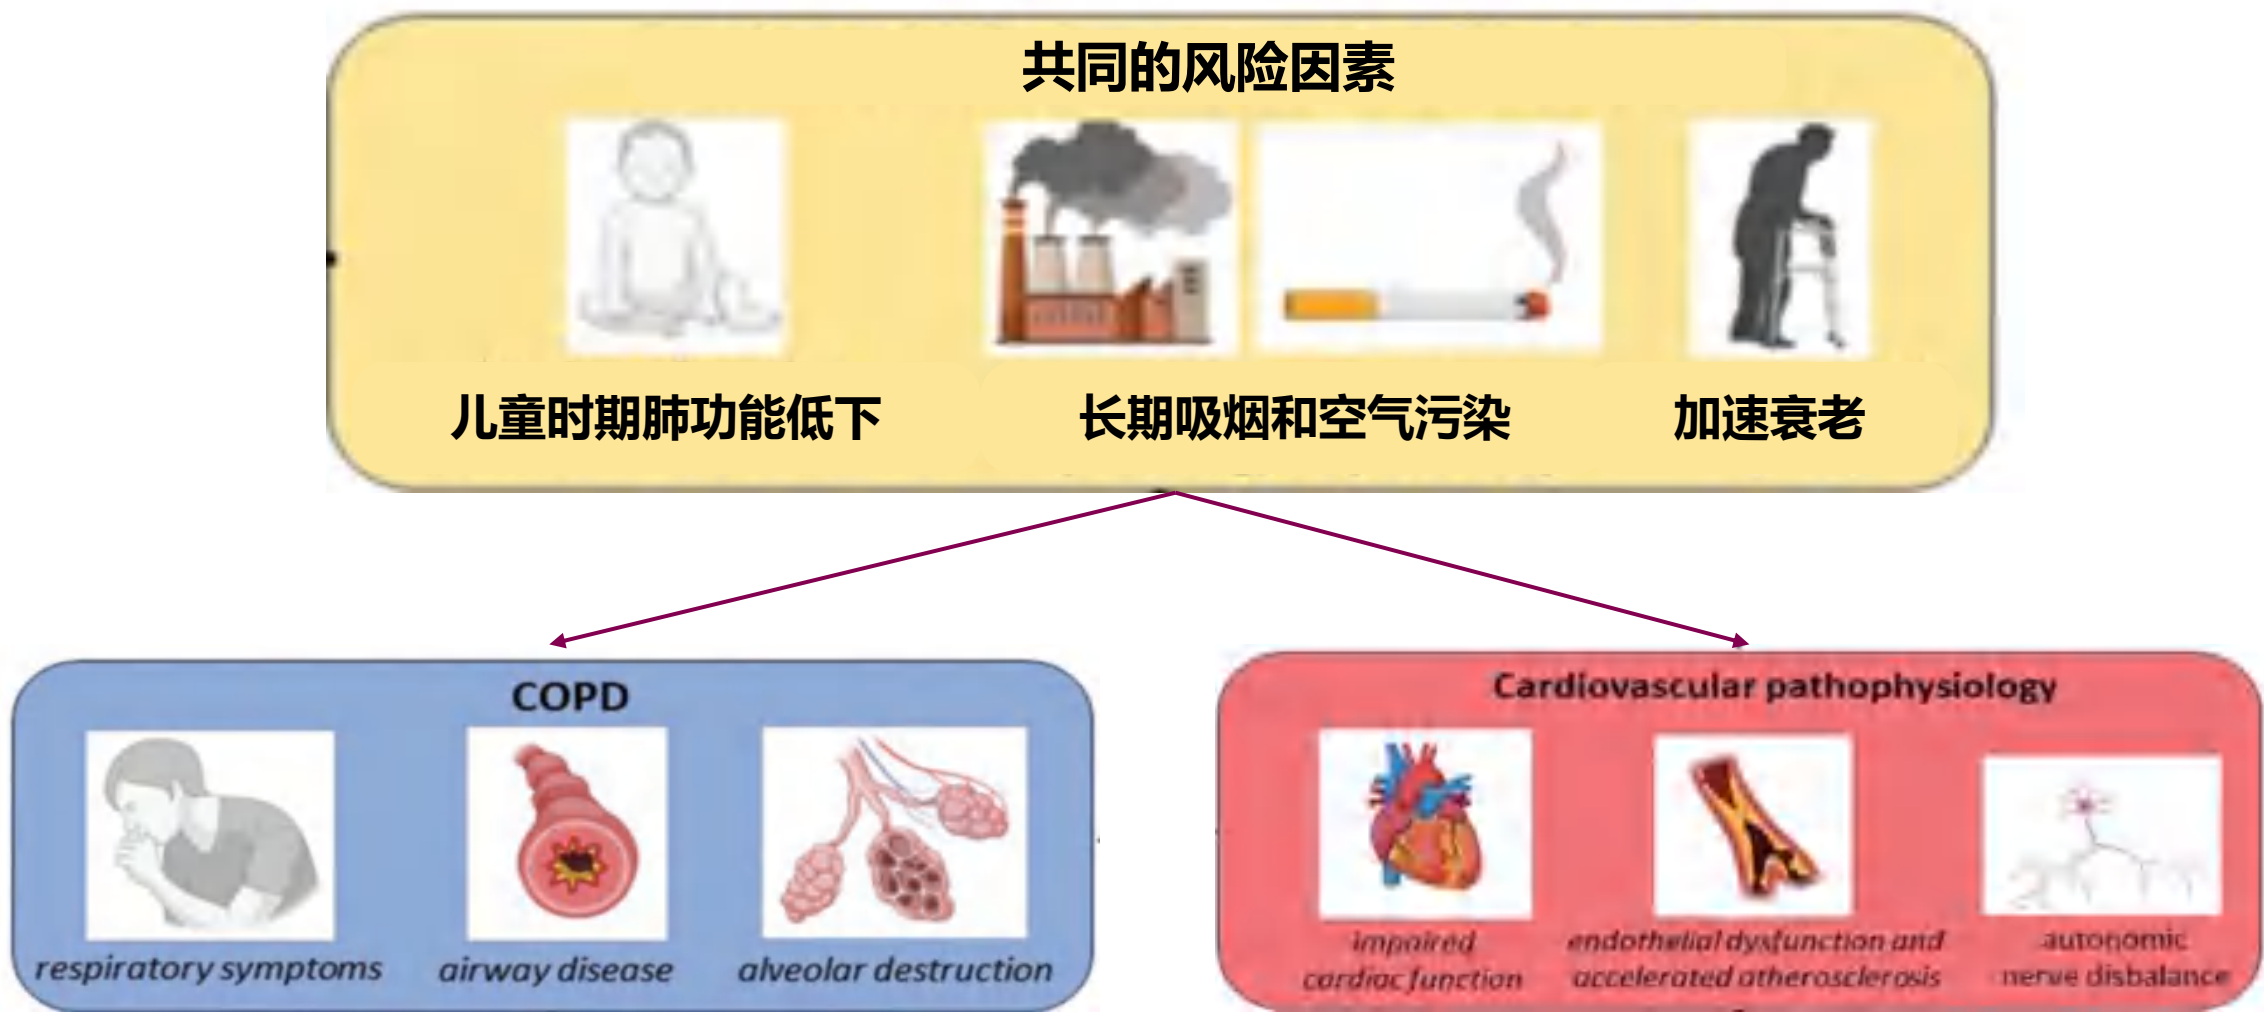 共同的风险因素
儿童时期肺功能低下
长期吸烟和空气污染
加速衰老
COPD
respiratory symptoms
airway disease
alveolar destruction
Cardiovascular pathophysiology
impaired
cardiac function
endothelial dysfunction and
accelerated atherosclerosis
autonomic
nerve disbalance